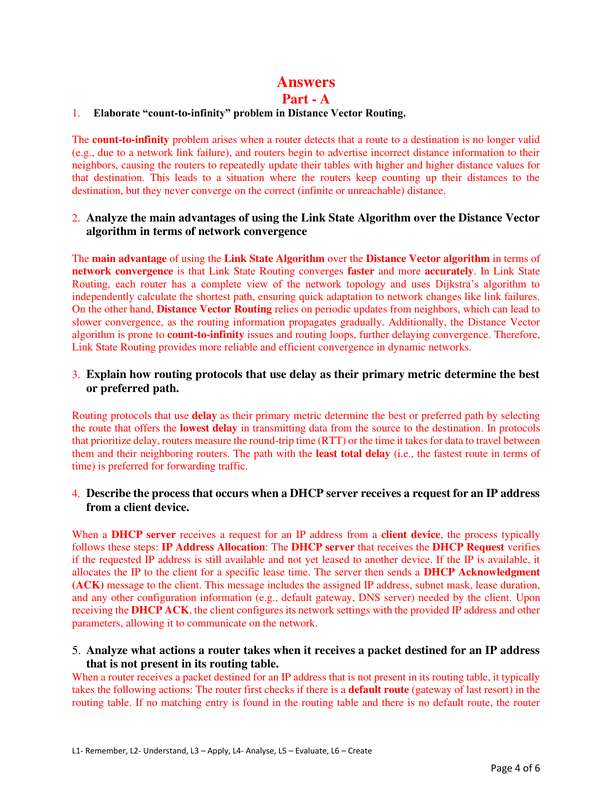 Answers
Part - A
1. Elaborate “count-to-infinity” problem in Distance Vector Routing.
The count-to-infinity problem arises when a router detects that a route to a destination is no longer valid
(e.g., due to a network link failure), and routers begin to advertise incorrect distance information to their
neighbors, causing the routers to repeatedly update their tables with higher and higher distance values for
that destination. This leads to a situation where the routers keep counting up their distances to the
destination, but they never converge on the correct (infinite or unreachable) distance.
2. Analyze the main advantages of using the Link State Algorithm over the Distance Vector
algorithm in terms of network convergence
The main advantage of using the Link State Algorithm over the Distance Vector algorithm in terms of
network convergence is that Link State Routing converges faster and more accurately. In Link State
Routing, each router has a complete view of the network topology and uses Dijkstra’s algorithm to
independently calculate the shortest path, ensuring quick adaptation to network changes like link failures.
On the other hand, Distance Vector Routing relies on periodic updates from neighbors, which can lead to
slower convergence, as the routing information propagates gradually. Additionally, the Distance Vector
algorithm is prone to count-to-infinity issues and routing loops, further delaying convergence. Therefore,
Link State Routing provides more reliable and efficient convergence in dynamic networks.
3. Explain how routing protocols that use delay as their primary metric determine the best
or preferred path.
Routing protocols that use delay as their primary metric determine the best or preferred path by selecting
the route that offers the lowest delay in transmitting data from the source to the destination. In protocols
that prioritize delay, routers measure the round-trip time (RTT) or the time it takes for data to travel between
them and their neighboring routers. The path with the least total delay (i.e., the fastest route in terms of
time) is preferred for forwarding traffic.
4. Describe the process that occurs when a DHCP server receives a request for an IP address
from a client device.
When a DHCP server receives a request for an IP address from a client device, the process typically
follows these steps: IP Address Allocation: The DHCP server that receives the DHCP Request verifies
if the requested IP address is still available and not yet leased to another device. If the IP is available, it
allocates the IP to the client for a specific lease time. The server then sends a DHCP Acknowledgment
(ACK) message to the client. This message includes the assigned IP address, subnet mask, lease duration,
and any other configuration information (e.g., default gateway, DNS server) needed by the client. Upon
receiving the DHCP ACK, the client configures its network settings with the provided IP address and other
parameters, allowing it to communicate on the network.
5. Analyze what actions a router takes when it receives a packet destined for an IP address
that is not present in its routing table.
When a router receives a packet destined for an IP address that is not present in its routing table, it typically
takes the following actions: The router first checks if there is a default route (gateway of last resort) in the
routing table. If no matching entry is found in the routing table and there is no default route, the router
L1- Remember, L2- Understand, L3 – Apply, L4- Analyse, L5 – Evaluate, L6 – Create
Page 4 of 6